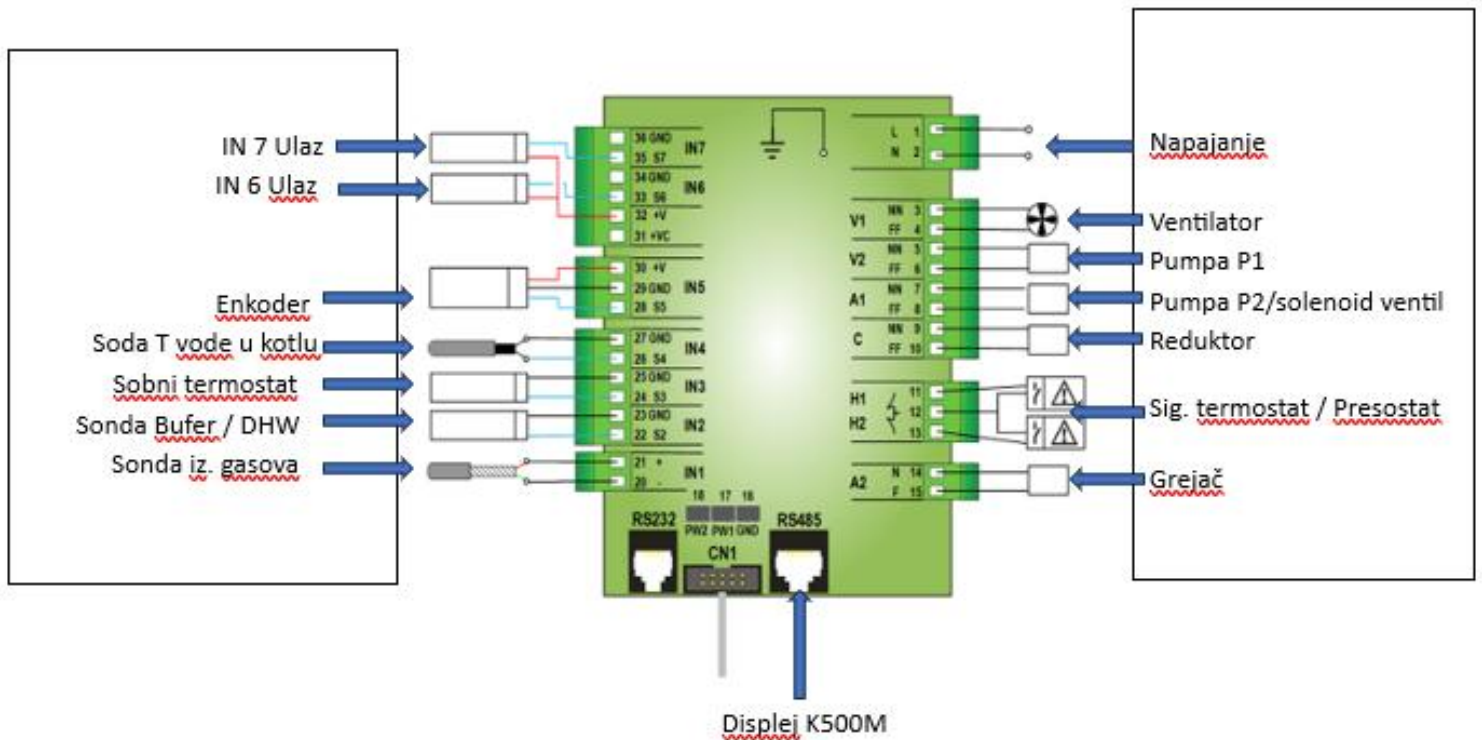 IN 7 Ulaz
IN 6 Ulaz
Enkoder
Soda T vode u kotlu
Sobni termostat
Sonda Bufer / DHW
Sonda iz. gasova
36 GND
35 S7
IN7
34 GND
33 S6
IN6
32 +V
31 +VC
30 +V
29 GND
IN5
28 S5
27 GND
IN4
26 S4
25 GND
IN3
24 S3
23 GND
IN2
22 S2
21 +
IN1
20 -
18 17 16
PW2 PW1 GND
RS232
RS485
CN1
L 1
N 2
V1
NN 3
FF 4
V2
NN 5
FF 6
A1
NN 7
FF 8
C
NN 9
FF 10
H1
11
12
H2
13
A2
N 14
F 15
Napajanje
Ventilator
Pumpa P1
Pumpa P2/solenoid ventil
Reduktor
Sig. termostat / Presostat
Grejač
Displej K500M